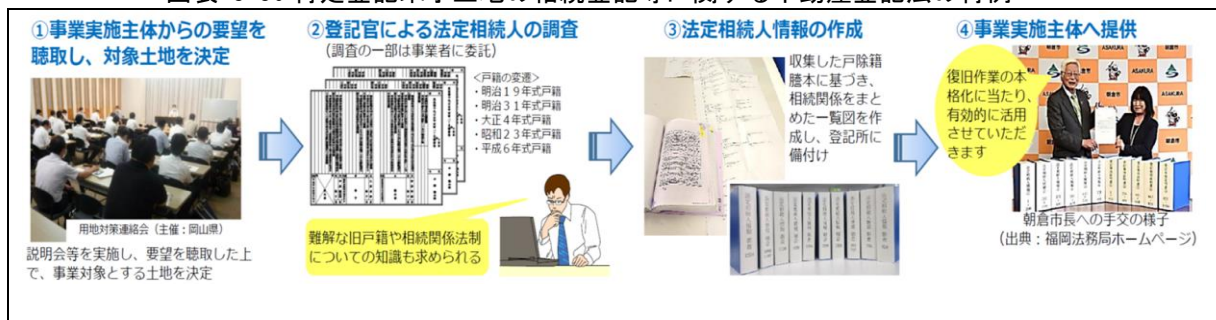 ①事業実施主体からの要望を
聴取し、対象土地を決定
用地対策連絡会（主催：岡山県）
説明会等を実施し、要望を聴取した上
で、事業対象とする土地を決定
②登記官による法定相続人の調査
（調査の一部は事業者に委託）
＜戸籍の変遷＞
・明治１９年式戸籍
・明治３１年式戸籍
・大正４年式戸籍
・昭和２３年式戸籍
・平成６年式戸籍
難解な旧戸籍や相続関係法制
についての知識も求められる
③法定相続人情報の作成
収集した戸除籍
謄本に基づき、
相続関係をまと
めた一覧図を作
成し、登記所に
備付け
④事業実施主体へ提供
復旧作業の本
格化に当たり、
有効的に活用
させていただ
きます
ASAKURA
朝倉市
朝倉市長への手交の様子
（出典：福岡法務局ホームページ）